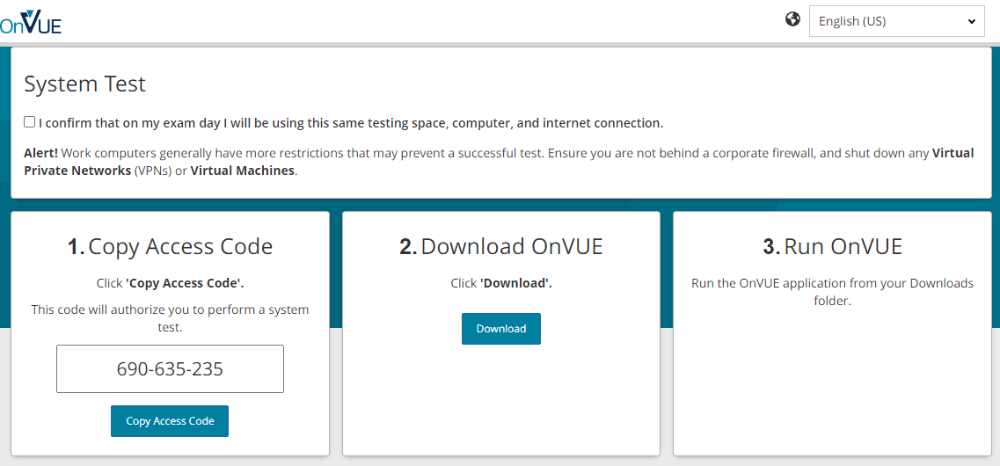 OnVUE
English (US)
System Test
I confirm that on my exam day I will be using this same testing space, computer, and internet connection.
Alert! Work computers generally have more restrictions that may prevent a successful test. Ensure you are not behind a corporate firewall, and shut down any Virtual
Private Networks (VPNs) or Virtual Machines.
1. Copy Access Code
Click 'Copy Access Code'.
This code will authorize you to perform a system
test.
690-635-235
Copy Access Code
2. Download OnVUE
Click 'Download'.
Download
3. Run OnVUE
Run the OnVUE application from your Downloads
folder.